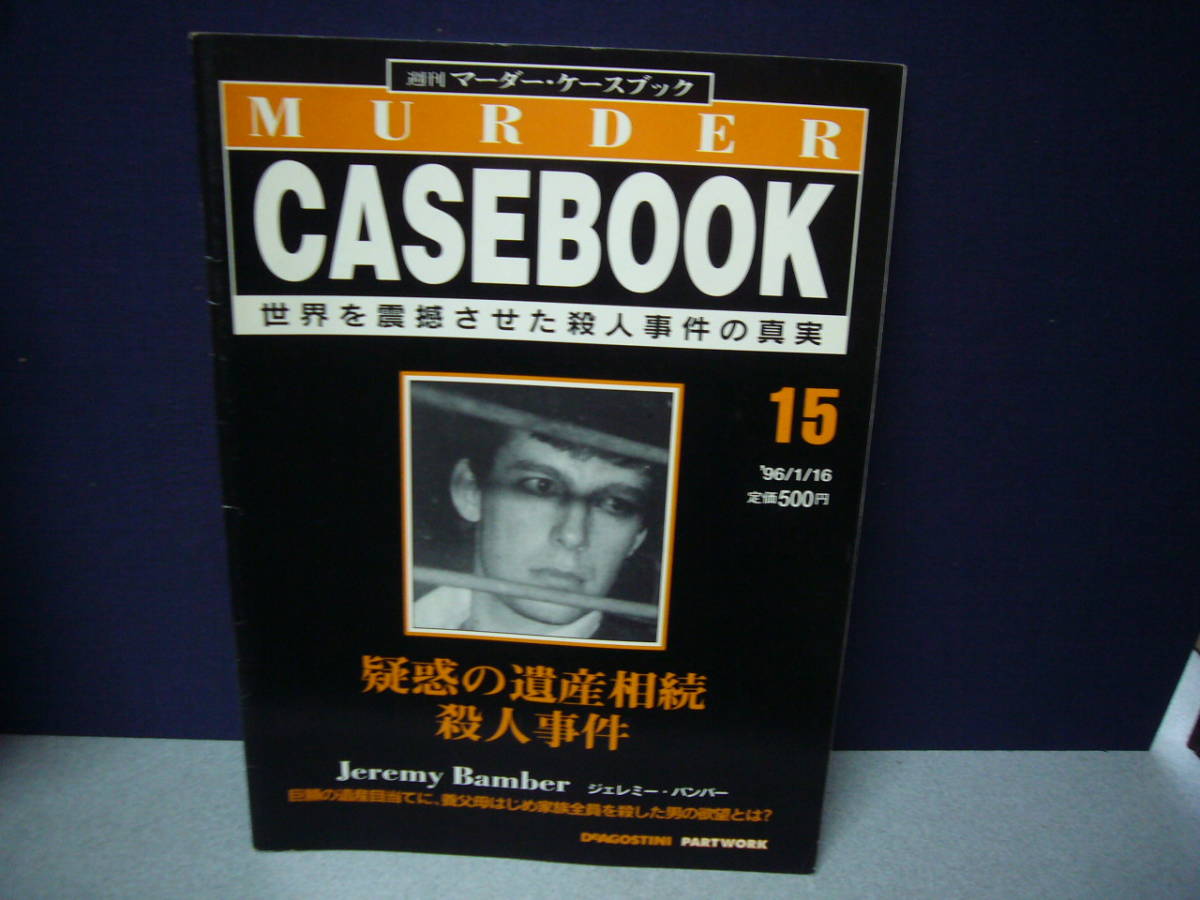 週刊 マーダー・ケースブック
MURDER
CASEBOOK
世界を震撼させた殺人事件の真実
15
'96/1/16
定価500円
疑惑の遺産相続
殺人事件
Jeremy Bamber ジェレミー・バンバー
巨額の遺産目当てに、養父母はじめ家族全員を殺した男の欲望とは?
DeAGOSTINI PARTWORK